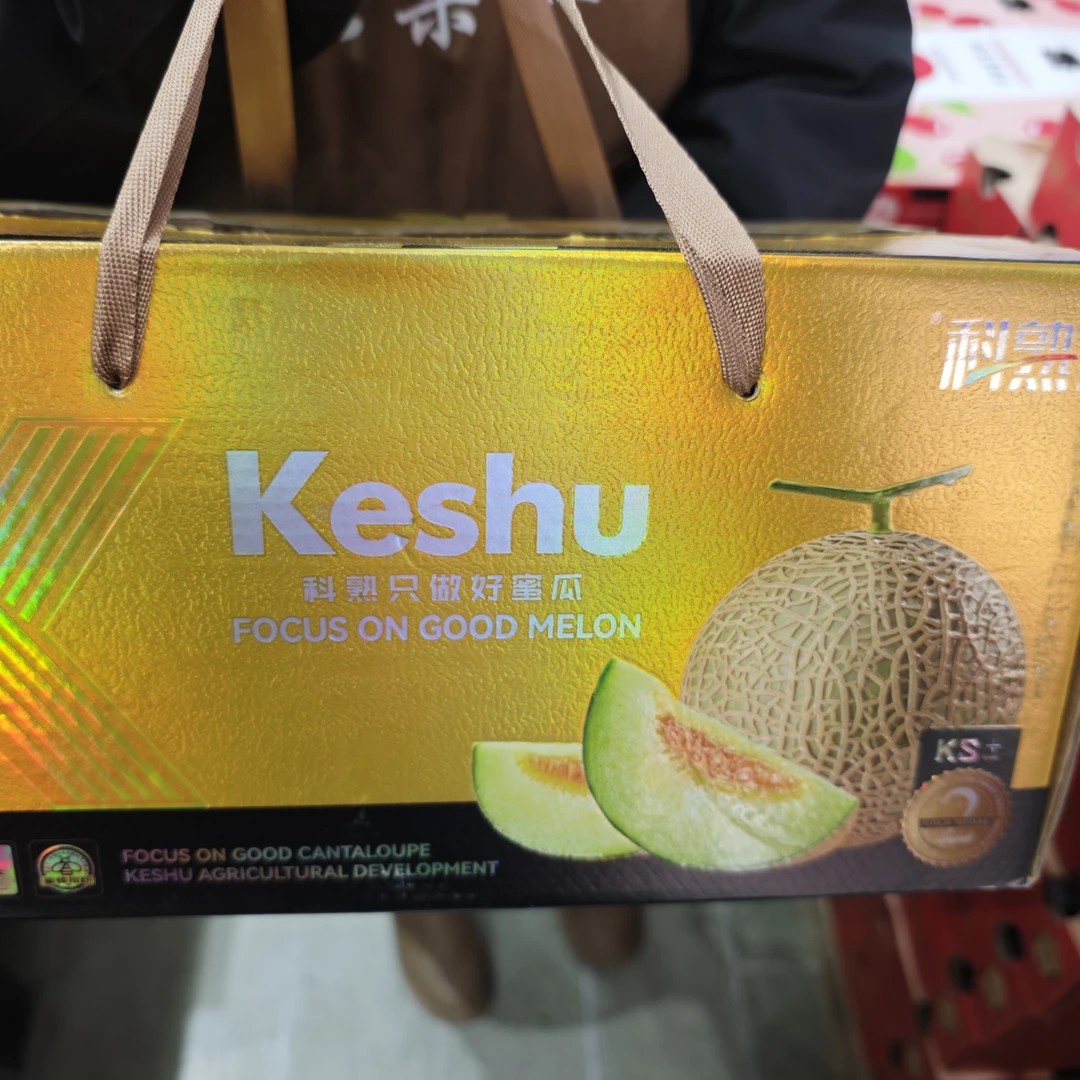 科熟
Keshu
科熟只做好蜜瓜
FOCUS ON GOOD MELON
KS
FOCUS ON GOOD CANTALOUPE
KESHU AGRICULTURAL DEVELOPMENT